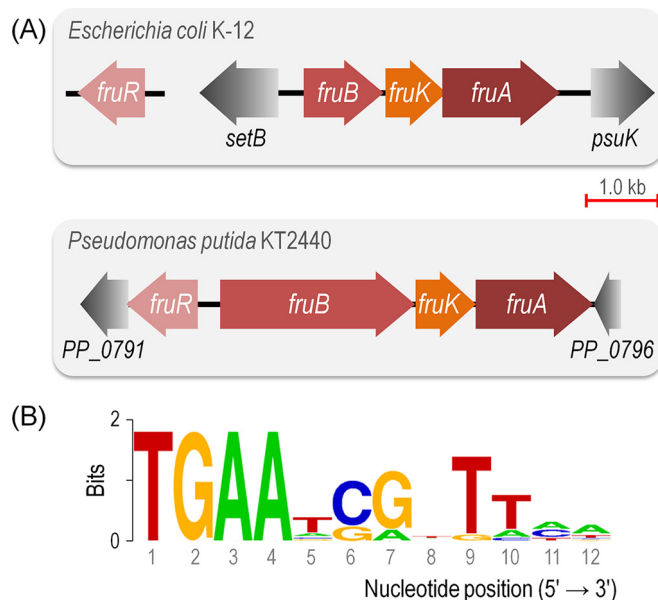 (A)
Escherichia coli K-12
fruR
fruB
fruK
fruA
setB
psuK
1.0 kb
Pseudomonas putida KT2440
fruR
fruB
fruK
fruA
PP_0791
PP_0796
(B)
2
Bits
0
TGAATCG TTAA
1 2 3 4 5 6 7 8 9 10 11 12
Nucleotide position (5' → 3')